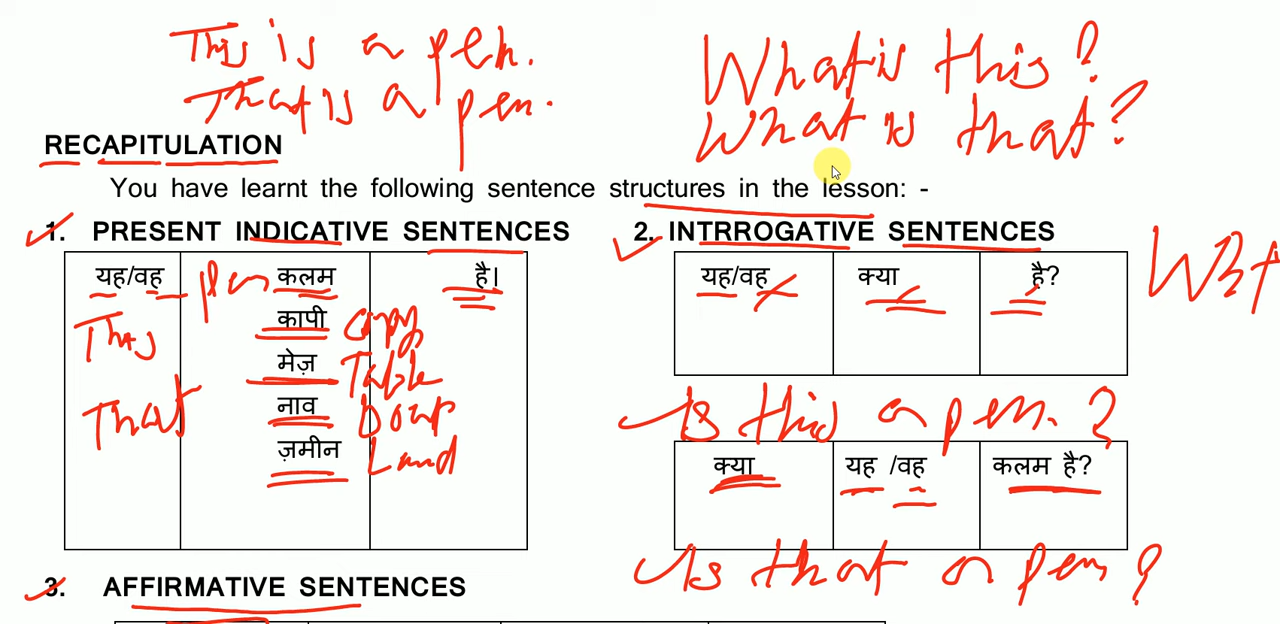 This is a pen.
That is a pen.
What is this?
What is that?
RECAPITULATION
You have learnt the following sentence structures in the lesson: -
1. PRESENT INDICATIVE SENTENCES
यह/वह pen कलम है।
This कापी copy
मेज़ Table
That नाव
ज़मीन Land
2. INTRROGATIVE SENTENCES
यह/वह क्या है?
Is this a pen. ?
क्या यह /वह कलम है?
Is that a pen ?
3. AFFIRMATIVE SENTENCES